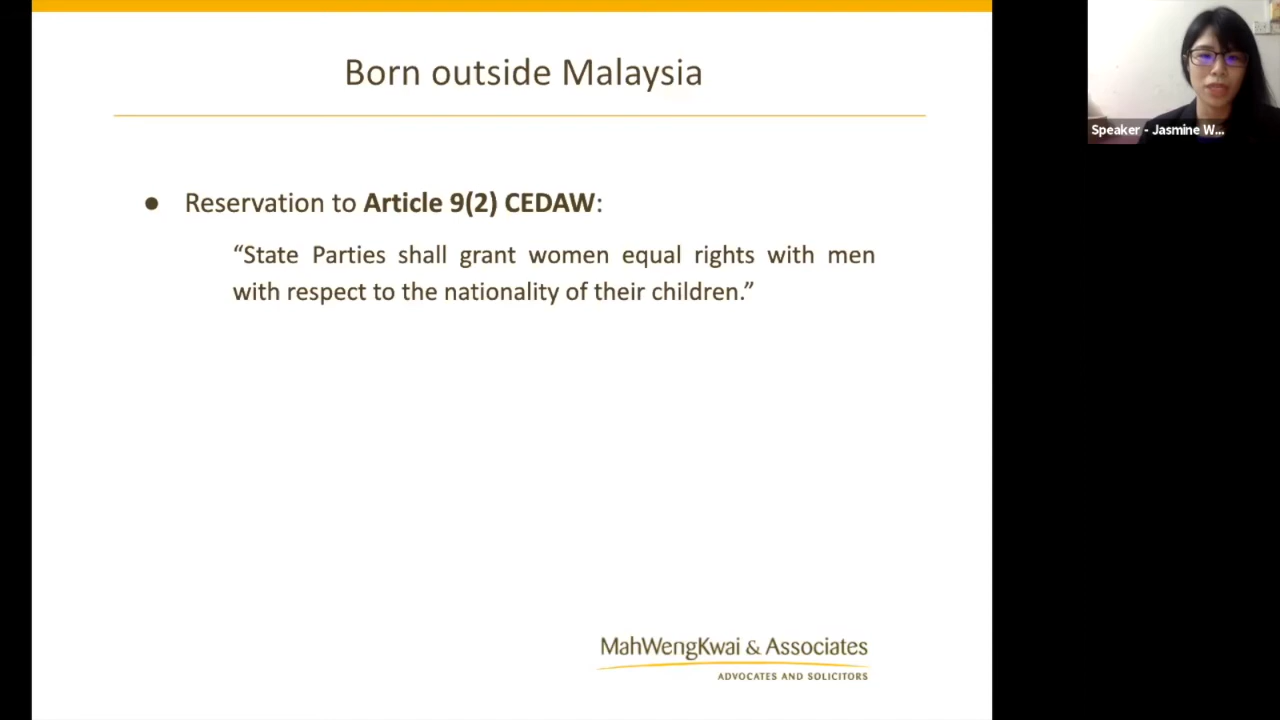 Born outside Malaysia
● Reservation to Article 9(2) CEDAW:
“State Parties shall grant women equal rights with men
with respect to the nationality of their children.”
MahWengKwai & Associates
ADVOCATES AND SOLICITORS
Speaker - Jasmine W...